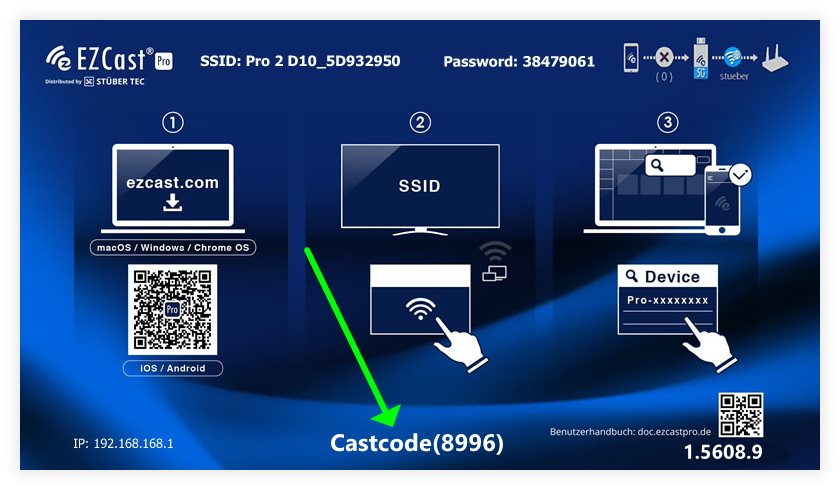 EZCast® Pro
Distributed by STÜBER TEC
SSID: Pro 2 D10_5D932950
Password: 38479061
(0)
5G
stueber
1
2
3
ezcast.com
SSID
macOS / Windows / Chrome OS
Pro
iOS / Android
Device
Pro-xxxxxxxx
IP: 192.168.168.1
Castcode(8996)
Benutzerhandbuch: doc.ezcastpro.de
1.5608.9